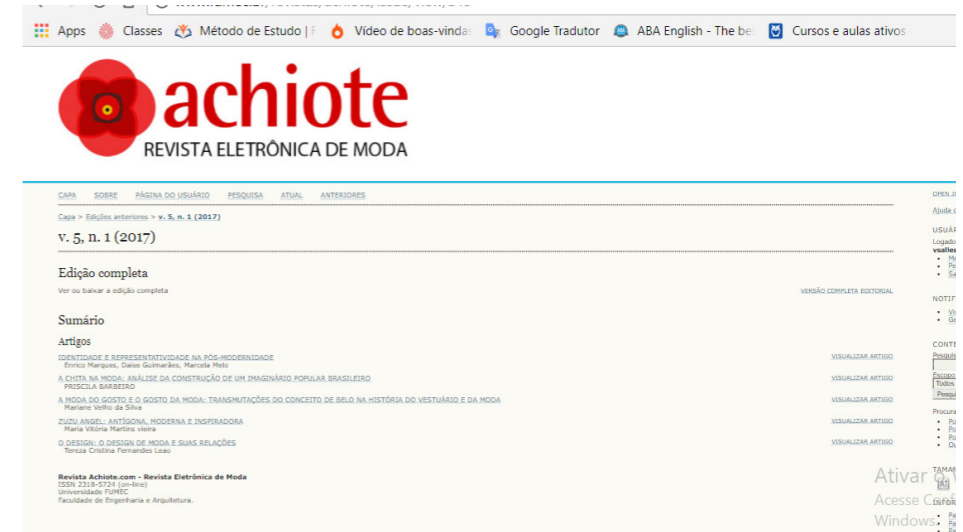 Apps Classes Método de Estudo | Vídeo de boas-vinda Google Tradutor ABA English - The be Cursos e aulas ativos
achiote
REVISTA ELETRÔNICA DE MODA
CAPA SOBRE PÁGINA DO USUÁRIO PESQUISA ATUAL ANTERIORES
Capa > Edições anteriores > v. 5, n. 1 (2017)
v. 5, n. 1 (2017)
Edição completa
Ver ou baixar a edição completa VERSÃO COMPLETA EDITORIAL
Sumário
Artigos
IDENTIDADE E REPRESENTATIVIDADE NA PÓS-MODERNIDADE VISUALIZAR ARTIGO
Enrico Marques, Daise Guimarães, Marcela Melo
A CHITA NA MODA: ANÁLISE DA CONSTRUÇÃO DE UM IMAGINÁRIO POPULAR BRASILEIRO VISUALIZAR ARTIGO
PRISCILA BARBEIRO
A MODA DO GOSTO E O GOSTO DA MODA: TRANSMUTAÇÕES DO CONCEITO DE BELO NA HISTÓRIA DO VESTUÁRIO E DA MODA VISUALIZAR ARTIGO
Mariane Velho da Silva
ZUZU ANGEL: ANTÍGONA, MODERNA E INSPIRADORA VISUALIZAR ARTIGO
Maria Vitória Martins vieira
O DESIGN: O DESIGN DE MODA E SUAS RELAÇÕES VISUALIZAR ARTIGO
Tereza Cristina Fernandes Leao
Revista Achiote.com - Revista Eletrônica de Moda
ISSN 2318-5724 (on-line)
Universidade FUMEC
Faculdade de Engenharia e Arquitetura.
OPEN
Ajuda
Logado
NOTIF
Escopo
Todos
Procura
Ativar
Acesse
Windows